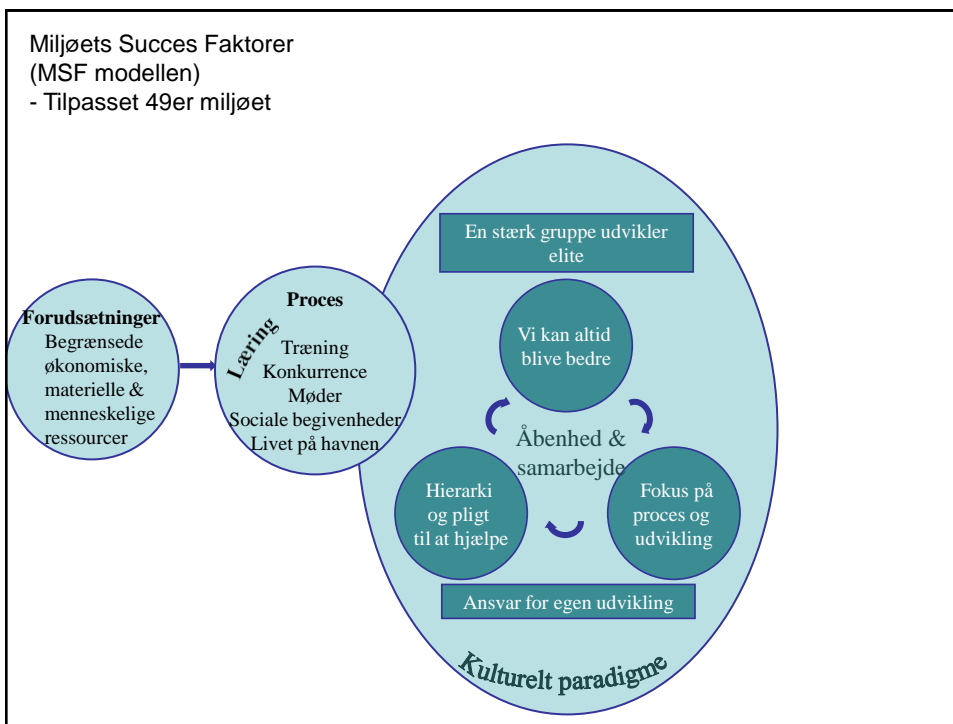 Miljøets Succes Faktorer
(MSF modellen)
- Tilpasset 49er miljøet
Forudsætninger
Begrænsede
økonomiske,
materielle &
menneskelige
ressourcer
Proces
Læring
Træning
Konkurrence
Møder
Sociale begivenheder
Livet på havnen
En stærk gruppe udvikler
elite
Vi kan altid
blive bedre
Åbenhed &
samarbejde
Hierarki
og pligt
til at hjælpe
Fokus på
proces og
udvikling
Ansvar for egen udvikling
Kulturelt paradigme